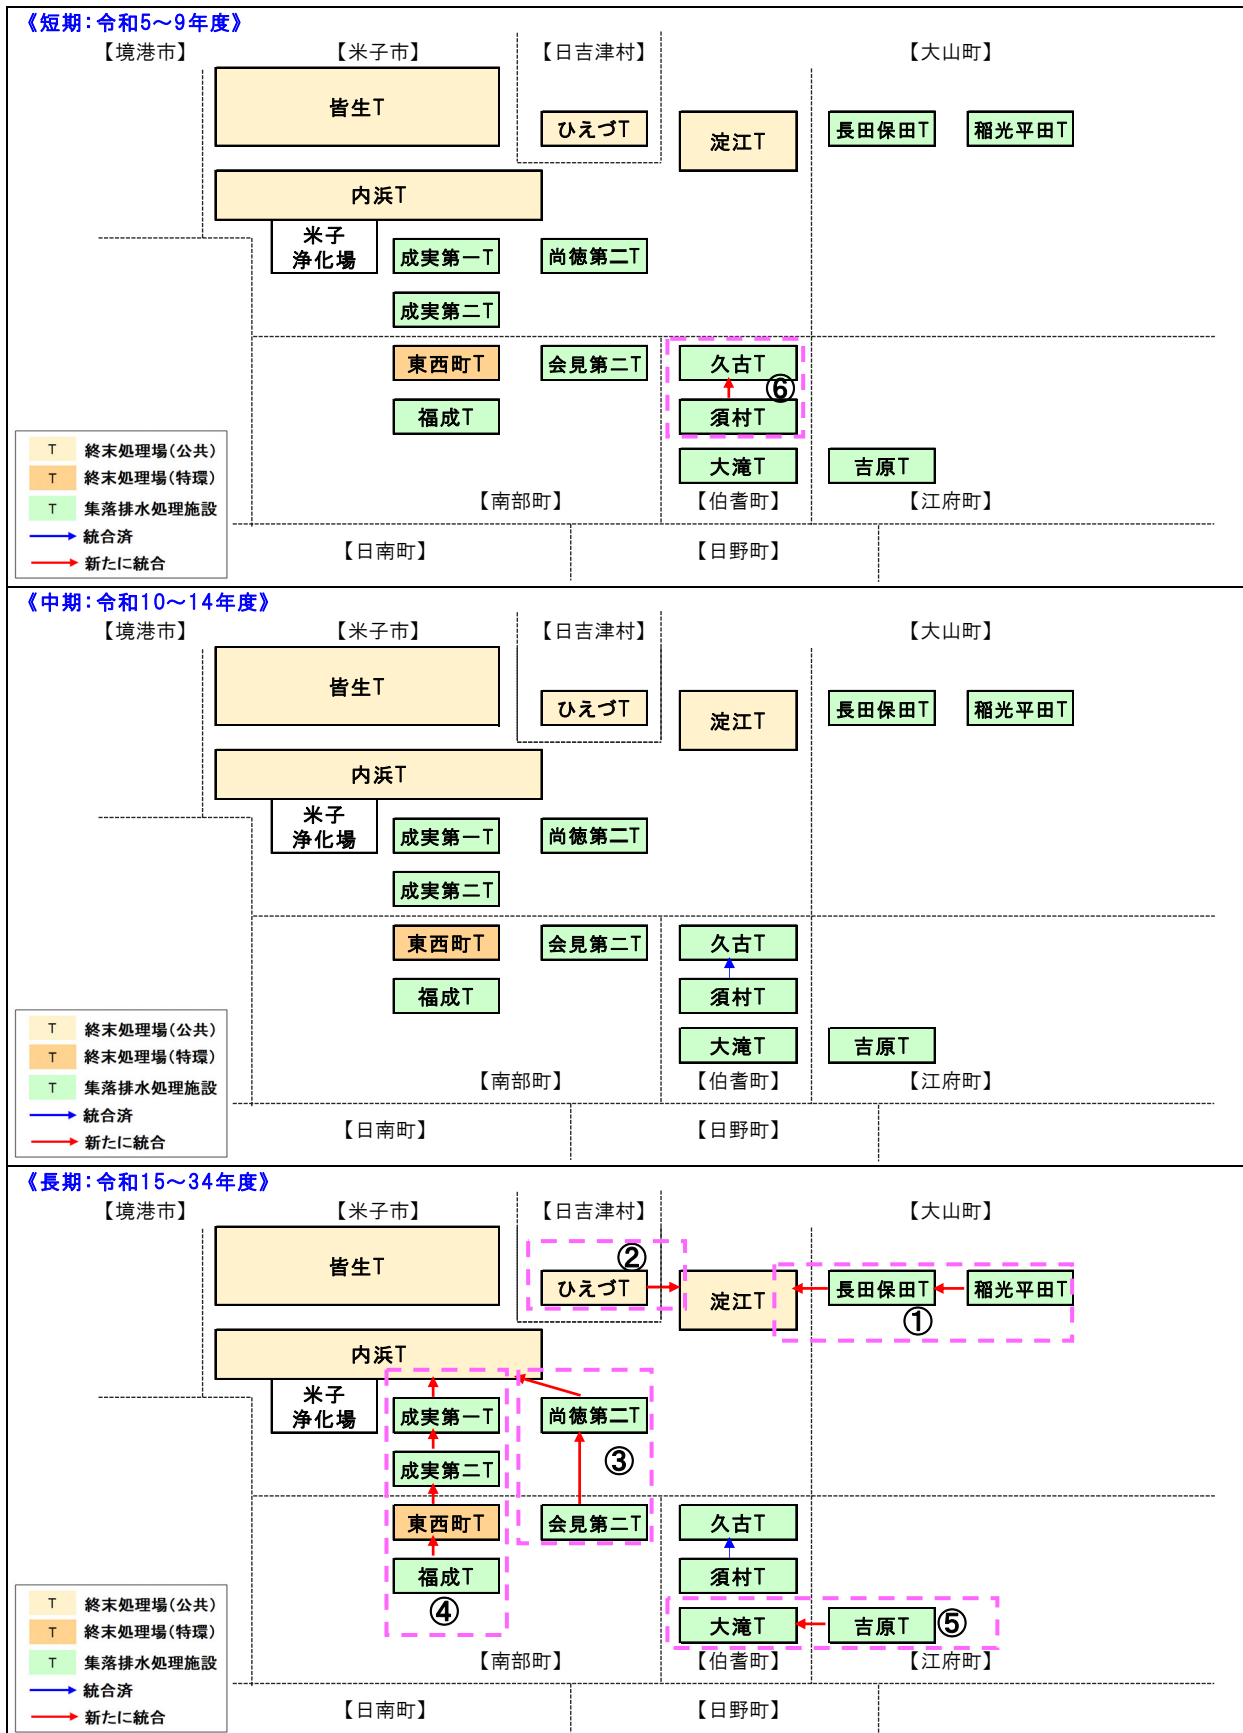 《短期：令和5～9年度》
【境港市】 【米子市】 【日吉津村】 【大山町】
皆生T
ひえづT
淀江T
長田保田T
稲光平田T
内浜T
米子
浄化場
成実第一T
尚徳第二T
成実第二T
東西町T
会見第二T
久古T
⑥
福成T
須村T
大滝T
吉原T
T 終末処理場(公共)
T 終末処理場(特環)
T 集落排水処理施設
統合済
新たに統合
【南部町】 【伯耆町】 【江府町】
【日南町】 【日野町】
《中期：令和10～14年度》
【境港市】 【米子市】 【日吉津村】 【大山町】
皆生T
ひえづT
淀江T
長田保田T
稲光平田T
内浜T
米子
浄化場
成実第一T
尚徳第二T
成実第二T
東西町T
会見第二T
久古T
福成T
須村T
大滝T
吉原T
T 終末処理場(公共)
T 終末処理場(特環)
T 集落排水処理施設
統合済
新たに統合
【南部町】 【伯耆町】 【江府町】
【日南町】 【日野町】
《長期：令和15～34年度》
【境港市】 【米子市】 【日吉津村】 【大山町】
皆生T
②
ひえづT
淀江T
長田保田T
稲光平田T
①
内浜T
米子
浄化場
成実第一T
尚徳第二T
③
成実第二T
東西町T
会見第二T
久古T
福成T
須村T
④
大滝T
吉原T
⑤
T 終末処理場(公共)
T 終末処理場(特環)
T 集落排水処理施設
統合済
新たに統合
【南部町】 【伯耆町】 【江府町】
【日南町】 【日野町】